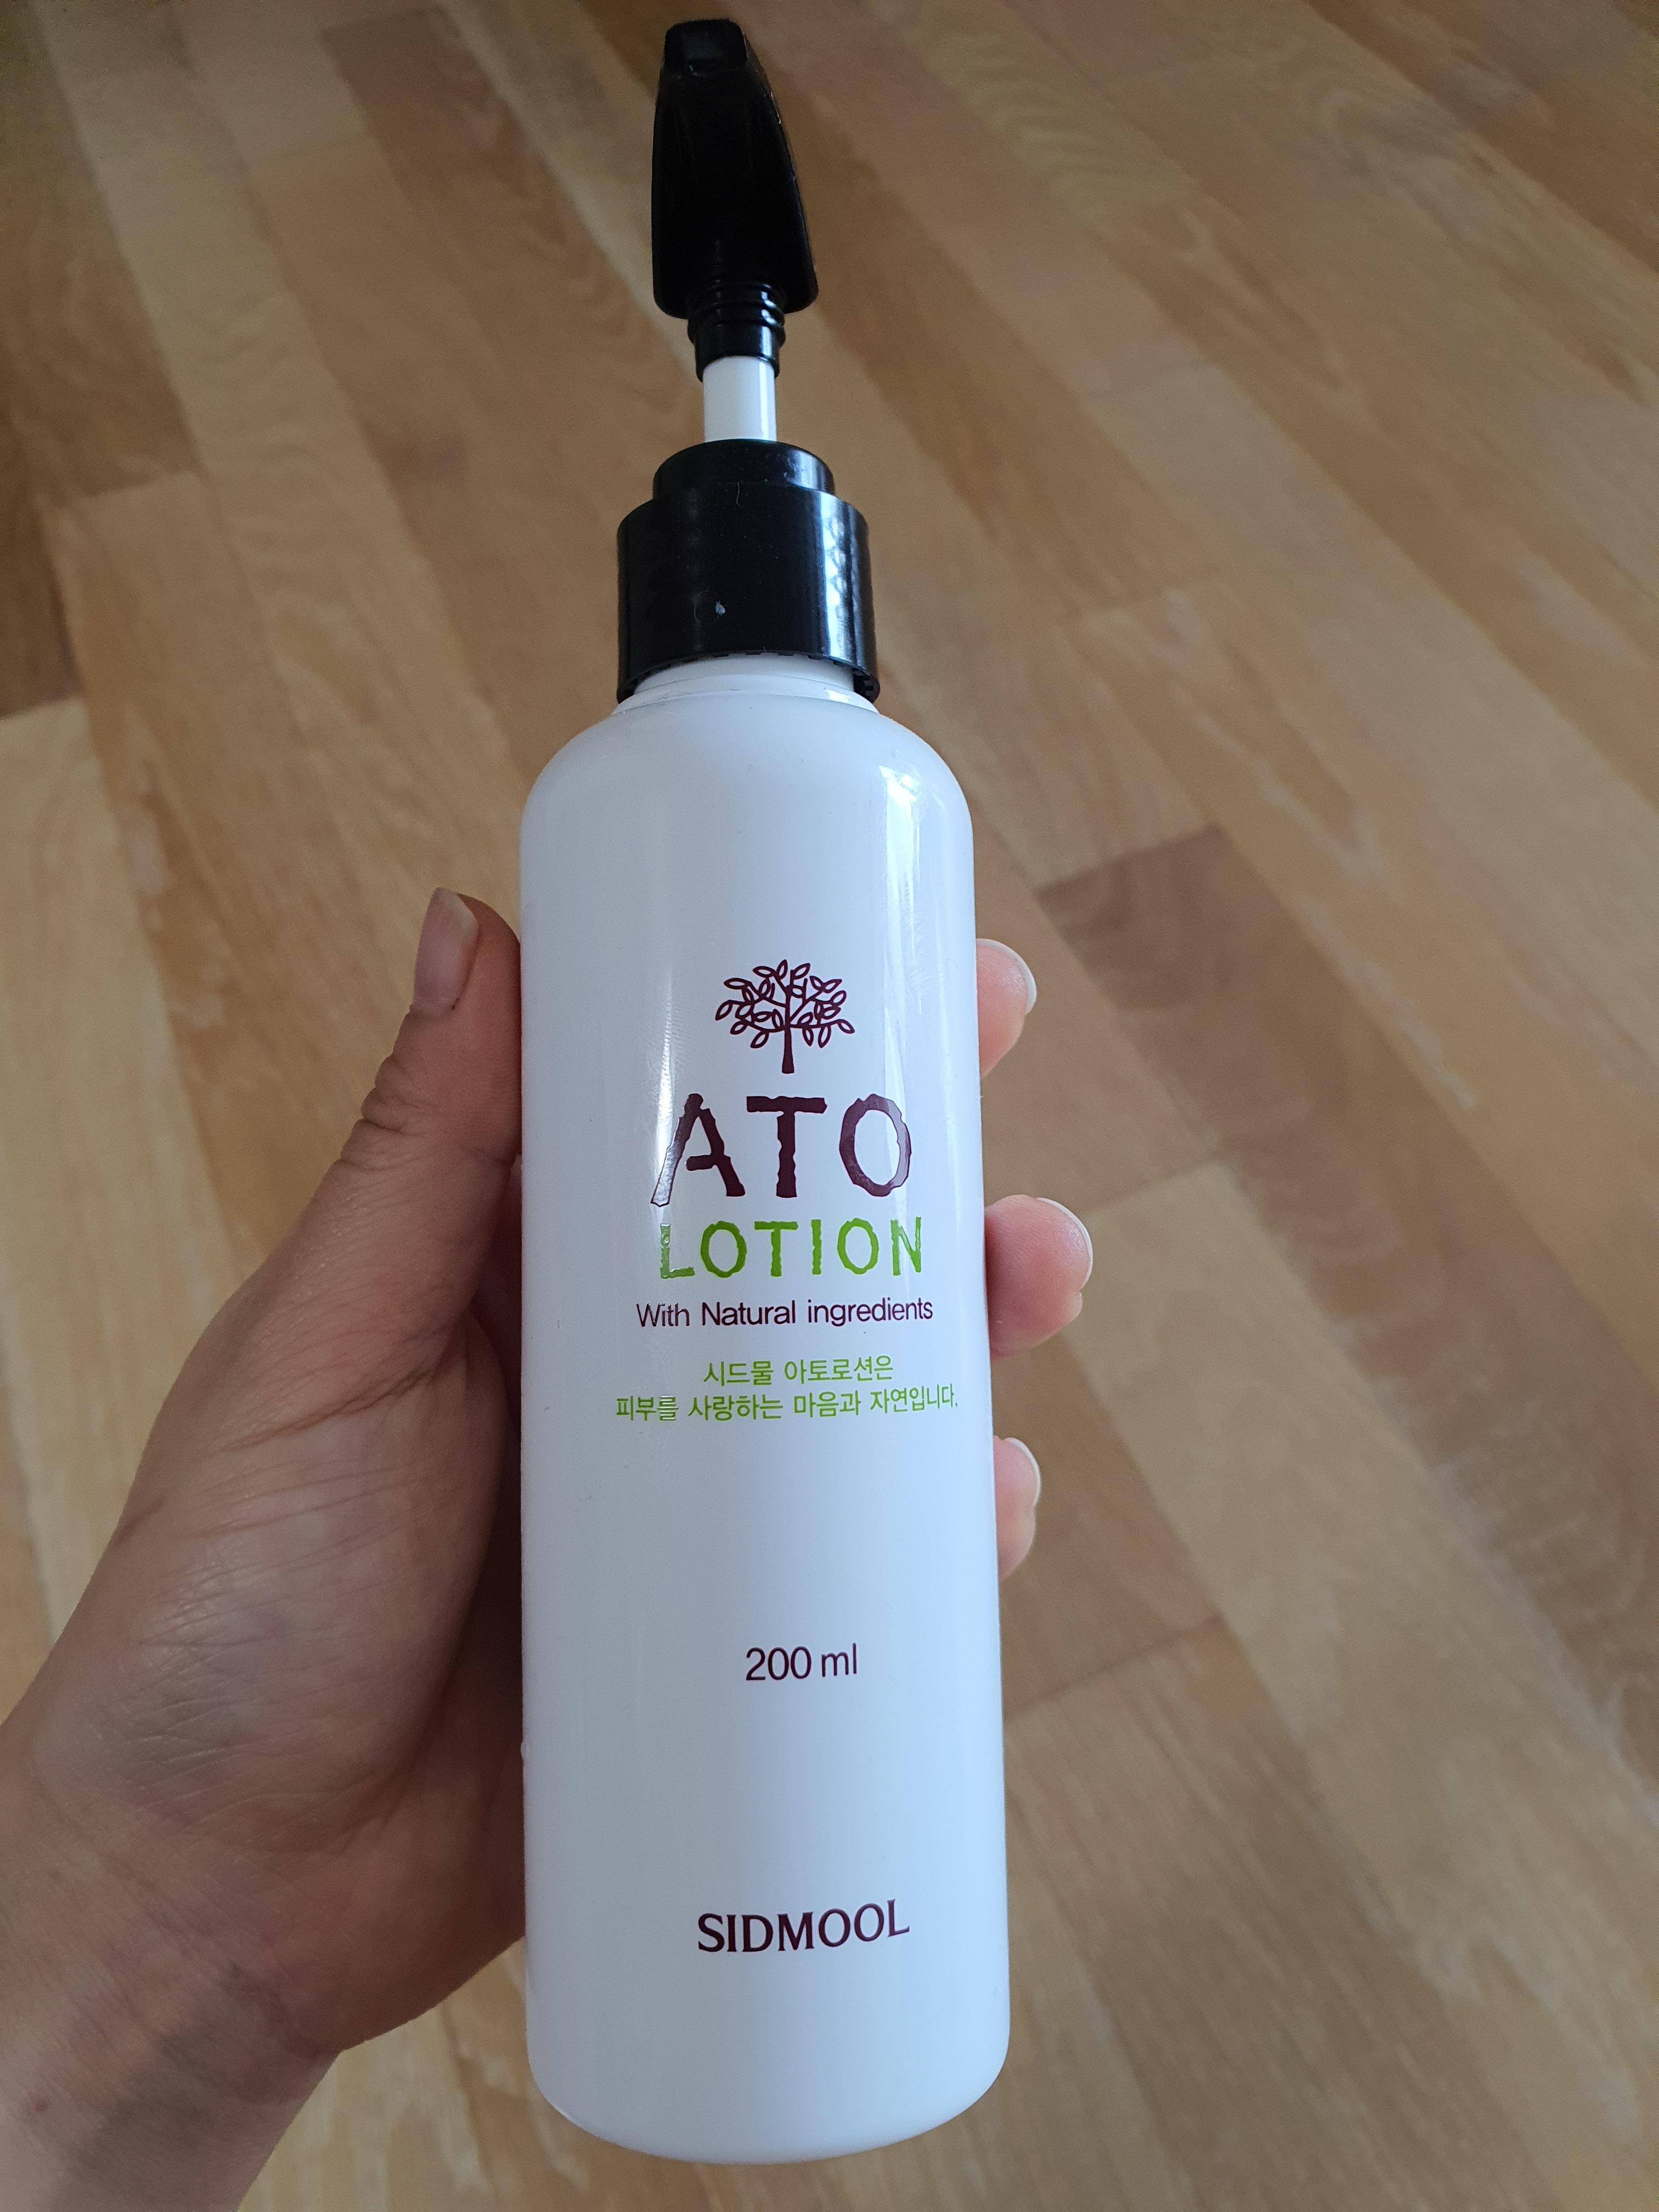 ATO
LOTION
With Natural ingredients
시드물 아토로션은
피부를 사랑하는 마음과 자연입니다.
200 ml
SIDMOOL